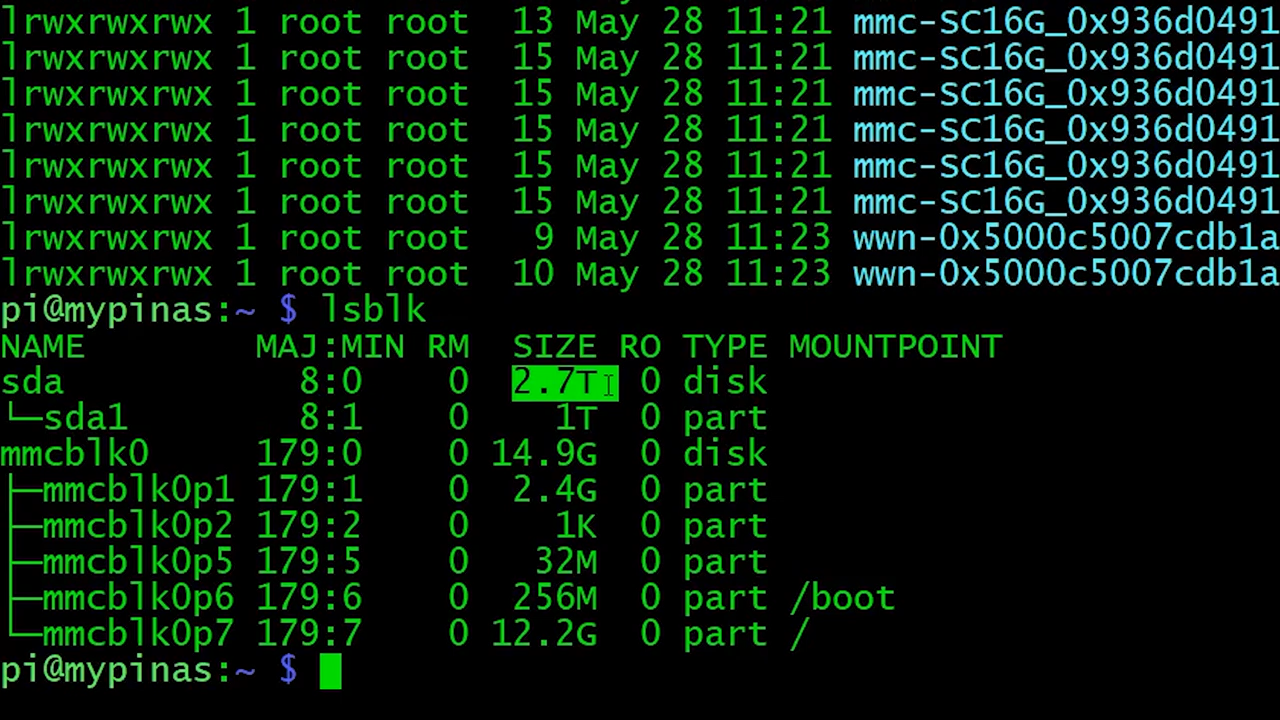 lrwxrwxrwx 1 root root 13 May 28 11:21 mmc-SC16G_0x936d0491
lrwxrwxrwx 1 root root 15 May 28 11:21 mmc-SC16G_0x936d0491
lrwxrwxrwx 1 root root 15 May 28 11:21 mmc-SC16G_0x936d0491
lrwxrwxrwx 1 root root 15 May 28 11:21 mmc-SC16G_0x936d0491
lrwxrwxrwx 1 root root 15 May 28 11:21 mmc-SC16G_0x936d0491
lrwxrwxrwx 1 root root 15 May 28 11:21 mmc-SC16G_0x936d0491
lrwxrwxrwx 1 root root 9 May 28 11:23 wwn-0x5000c5007cdb1a
lrwxrwxrwx 1 root root 10 May 28 11:23 wwn-0x5000c5007cdb1a
pi@mypinas:~ $ lsblk
NAME MAJ:MIN RM SIZE RO TYPE MOUNTPOINT
sda 8:0 0 2.7T 0 disk
└─sda1 8:1 0 1T 0 part
mmcblk0 179:0 0 14.9G 0 disk
├─mmcblk0p1 179:1 0 2.4G 0 part
├─mmcblk0p2 179:2 0 1K 0 part
├─mmcblk0p5 179:5 0 32M 0 part
├─mmcblk0p6 179:6 0 256M 0 part /boot
└─mmcblk0p7 179:7 0 12.2G 0 part /
pi@mypinas:~ $